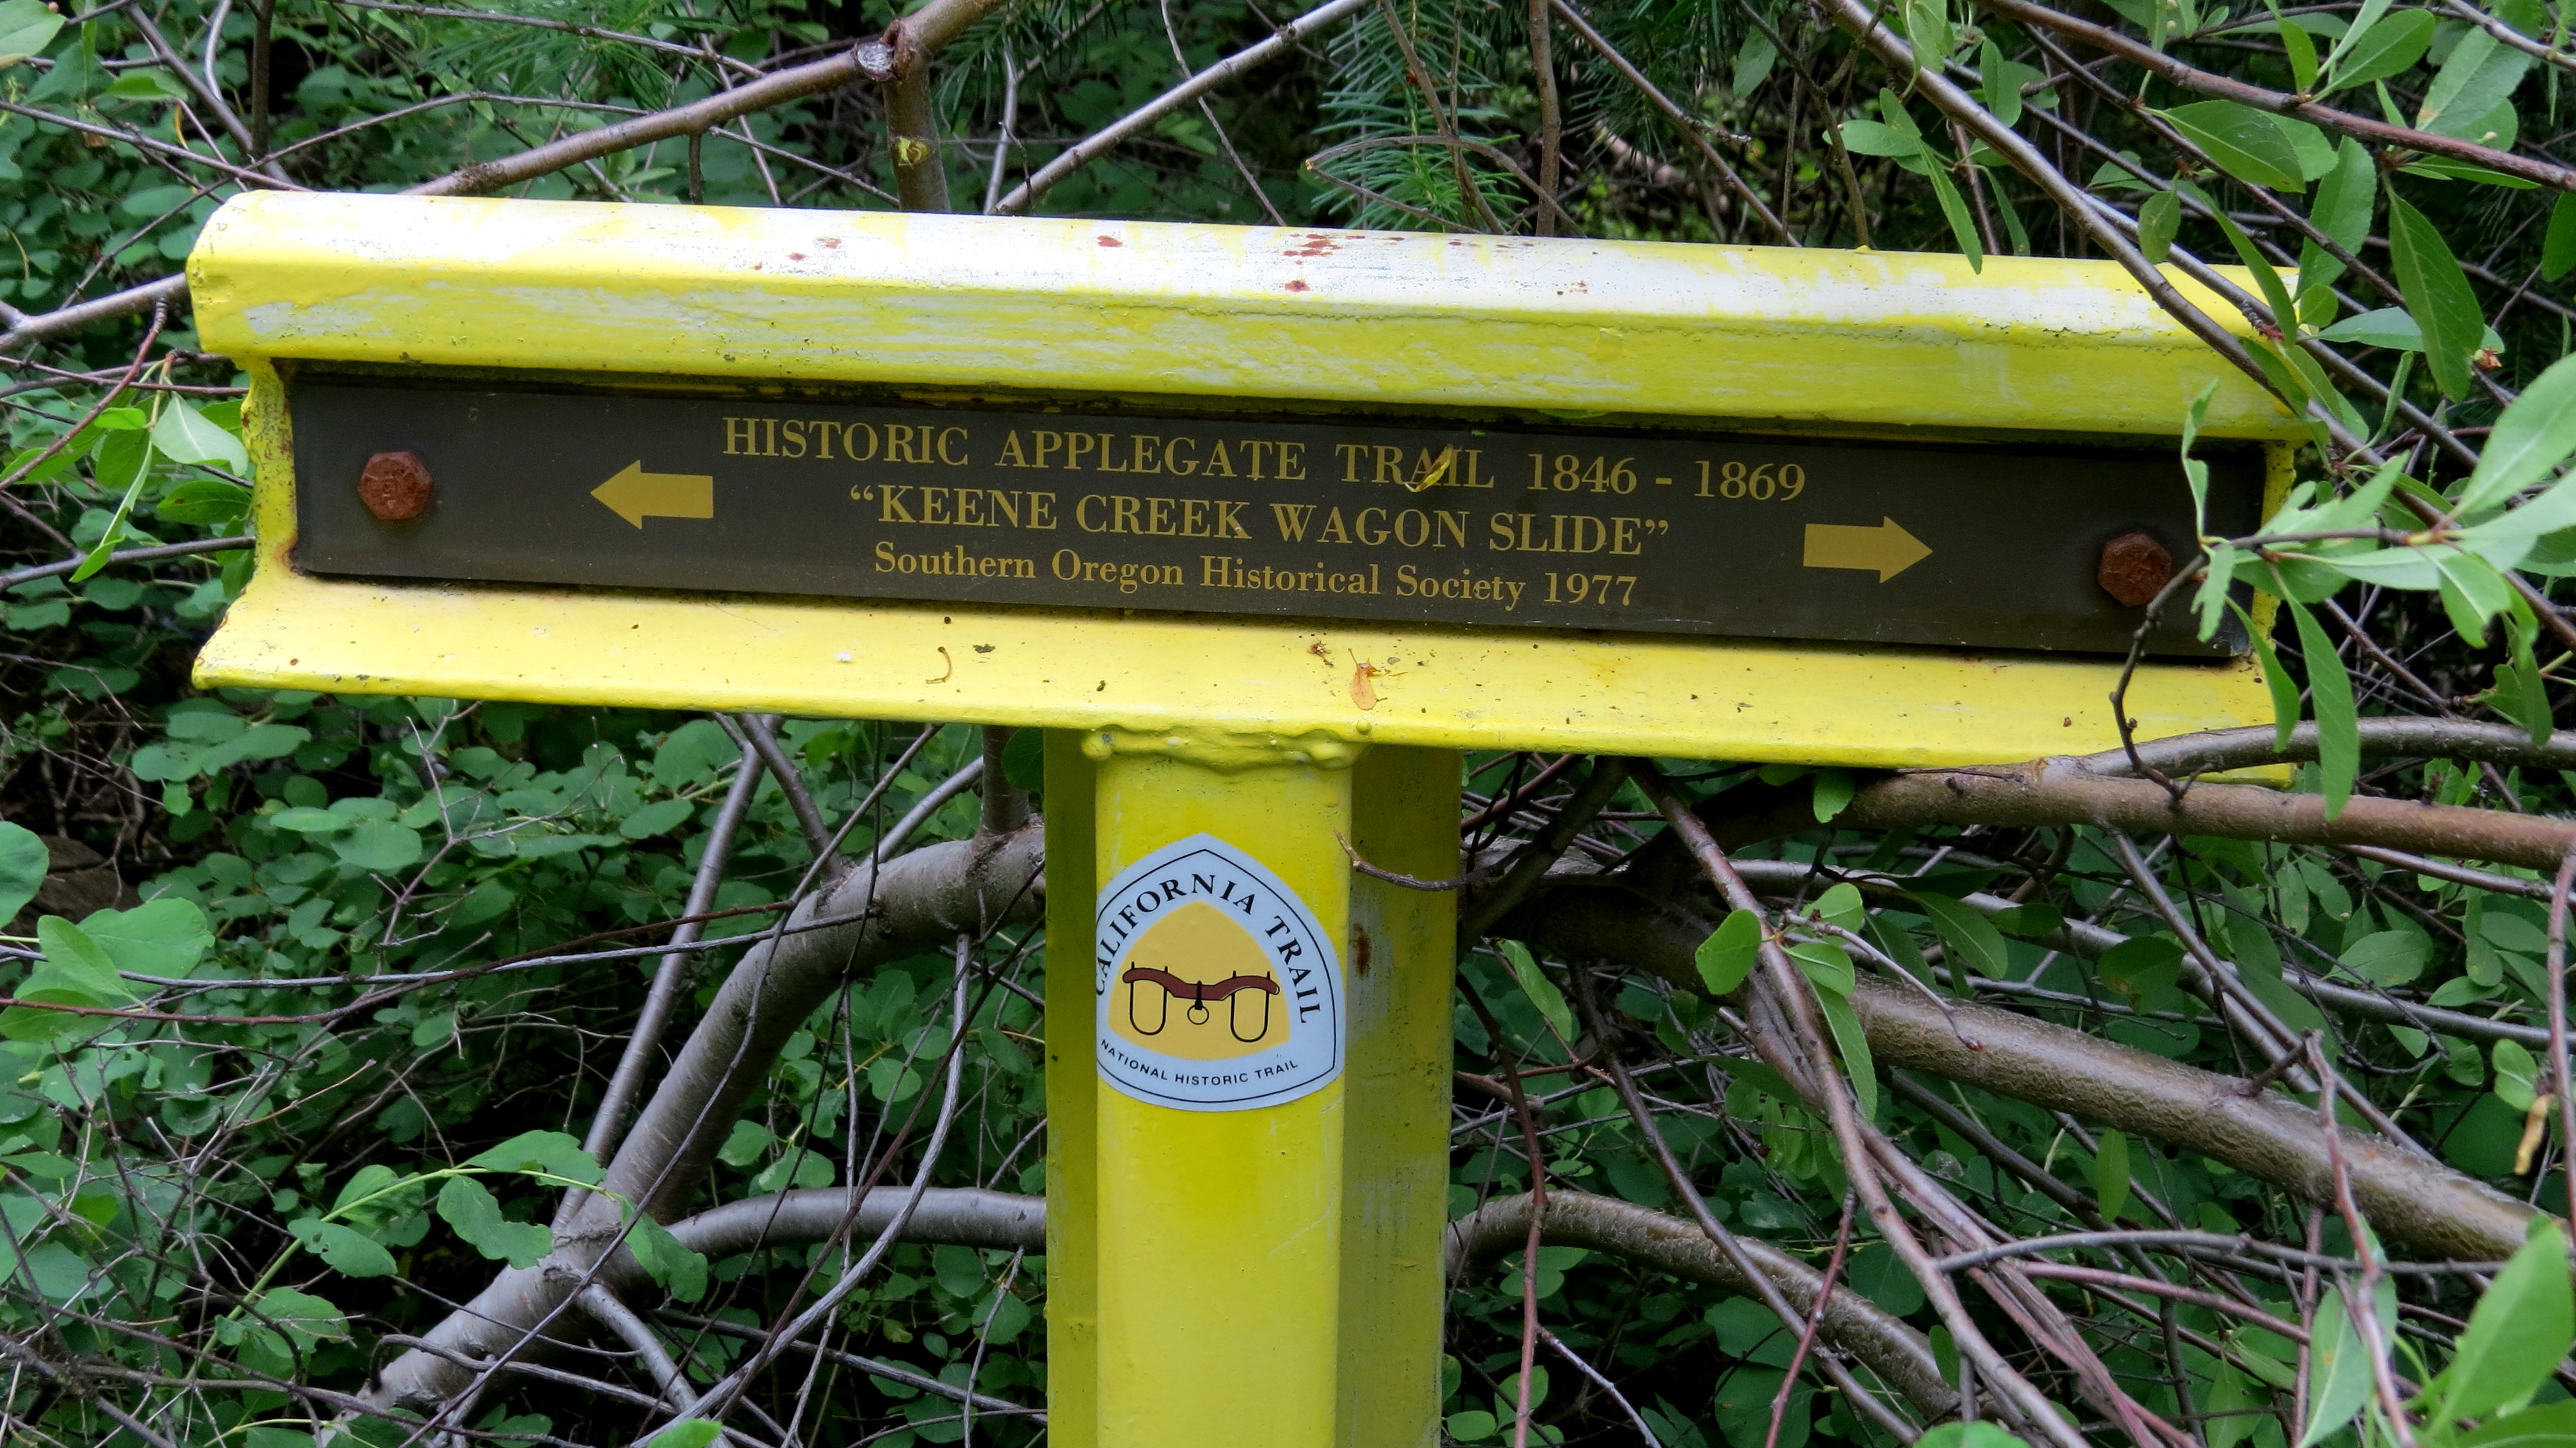 HISTORIC APPLEGATE TRAIL 1846 - 1869
“KEENE CREEK WAGON SLIDE”
Southern Oregon Historical Society 1977
CALIFORNIA TRAIL
NATIONAL HISTORIC TRAIL